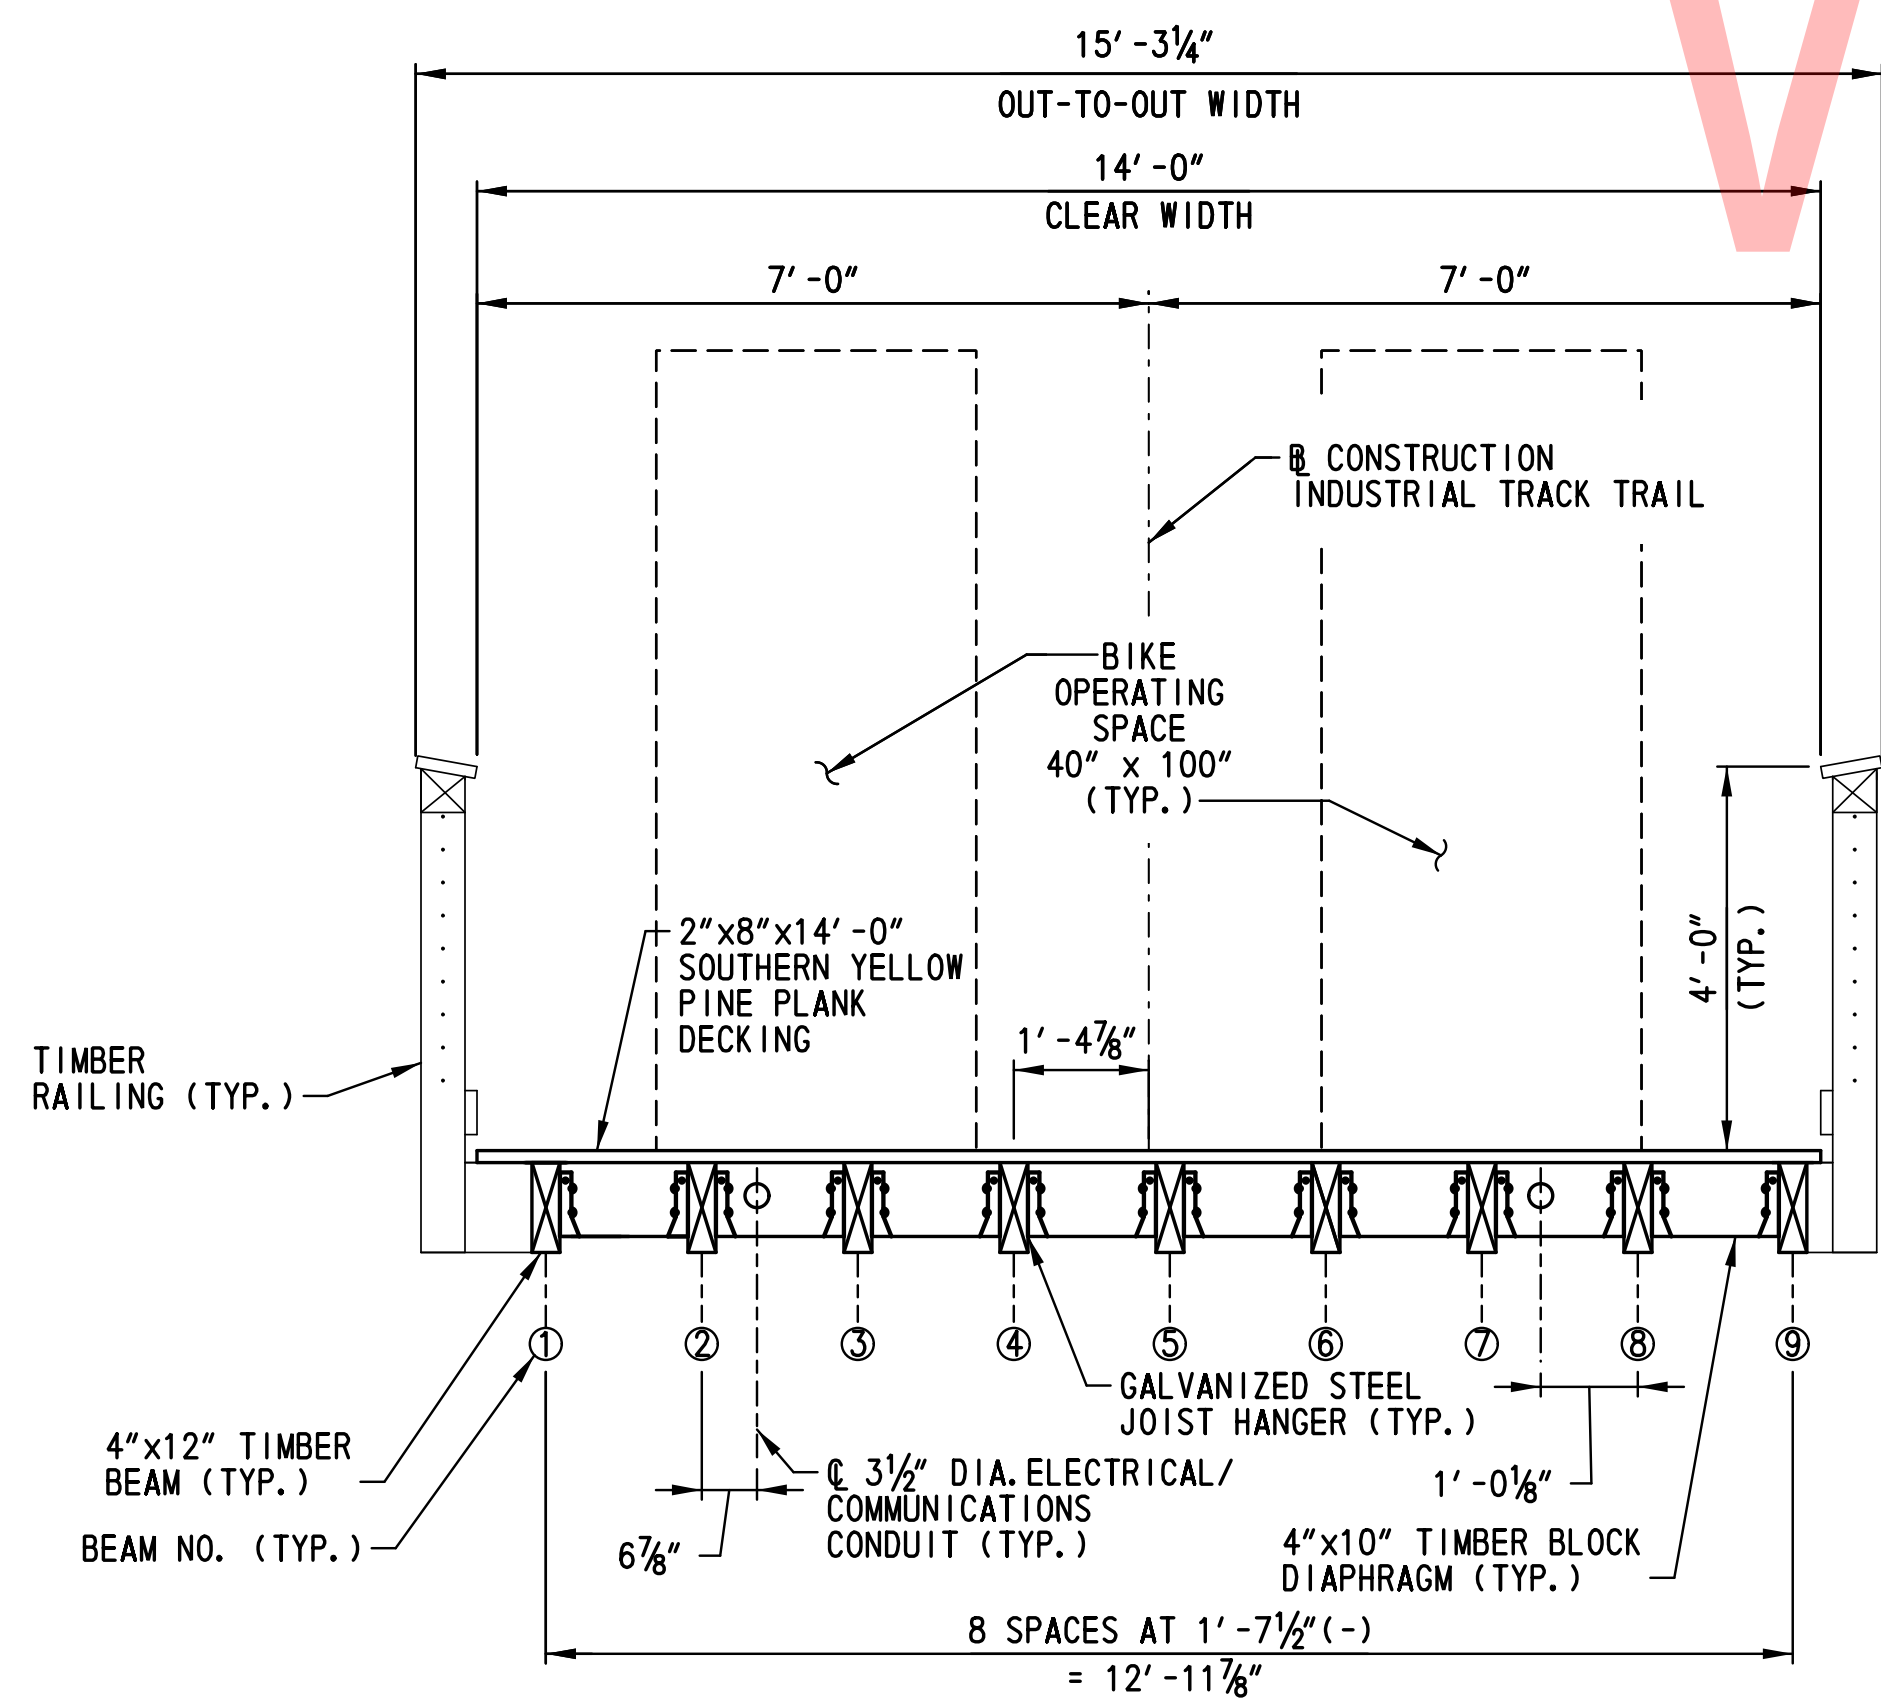 15'-3¼"
OUT-TO-OUT WIDTH
14'-0"
CLEAR WIDTH
7'-0"
7'-0"
℄ CONSTRUCTION
INDUSTRIAL TRACK TRAIL
BIKE
OPERATING
SPACE
40" x 100"
(TYP.)
2"x8"x14'-0"
SOUTHERN YELLOW
PINE PLANK
DECKING
4'-0"
(TYP.)
1'-4⅞"
TIMBER
RAILING (TYP.)
1
2
3
4
5
6
7
8
9
GALVANIZED STEEL
JOIST HANGER (TYP.)
4"x12" TIMBER
BEAM (TYP.)
BEAM NO. (TYP.)
℄ 3½" DIA. ELECTRICAL/
COMMUNICATIONS
CONDUIT (TYP.)
6⅞"
1'-0⅛"
4"x10" TIMBER BLOCK
DIAPHRAGM (TYP.)
8 SPACES AT 1'-7½"(-)
= 12'-11⅞"